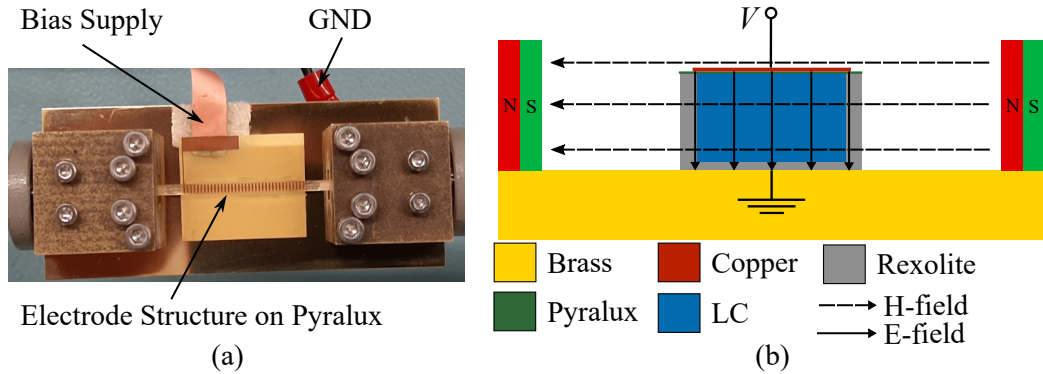 Bias Supply
GND
Electrode Structure on Pyralux
(a)
V
N S
N S
Brass
Copper
Rexolite
Pyralux
LC
H-field
E-field
(b)